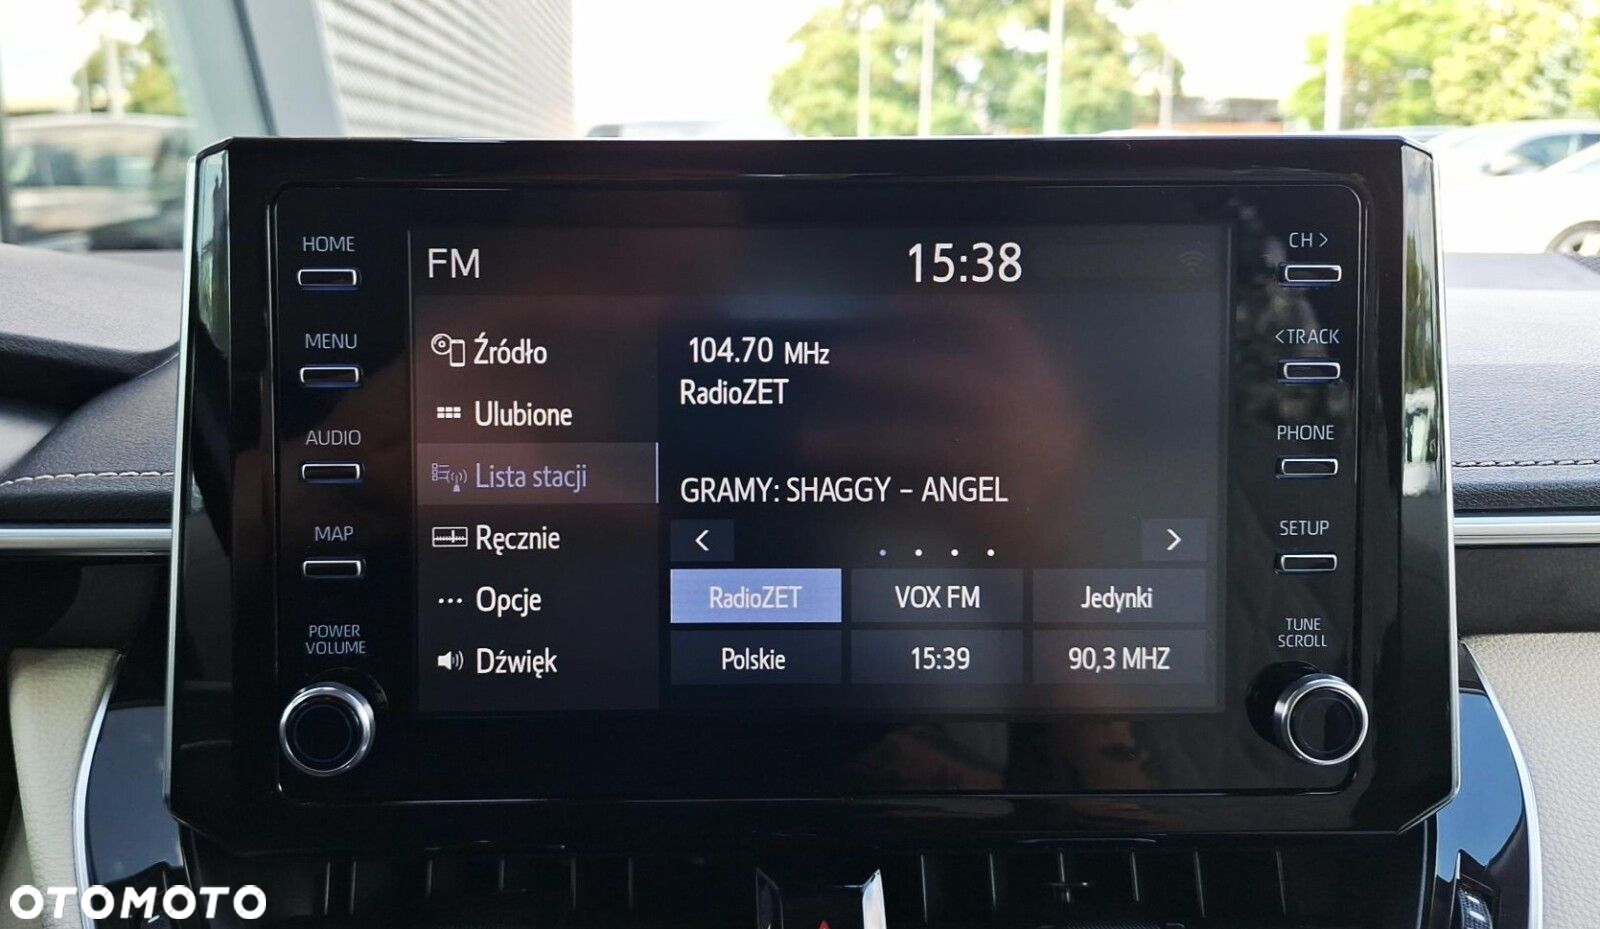 HOME
MENU
AUDIO
MAP
POWER
VOLUME
FM
15:38
Źródło
Ulubione
Lista stacji
Ręcznie
Opcje
Dźwięk
104.70 MHz
RadioZET
GRAMY: SHAGGY – ANGEL
<
>
RadioZET
VOX FM
Jedynki
Polskie
15:39
90,3 MHZ
CH >
<TRACK
PHONE
SETUP
TUNE
SCROLL
OTOMOTO